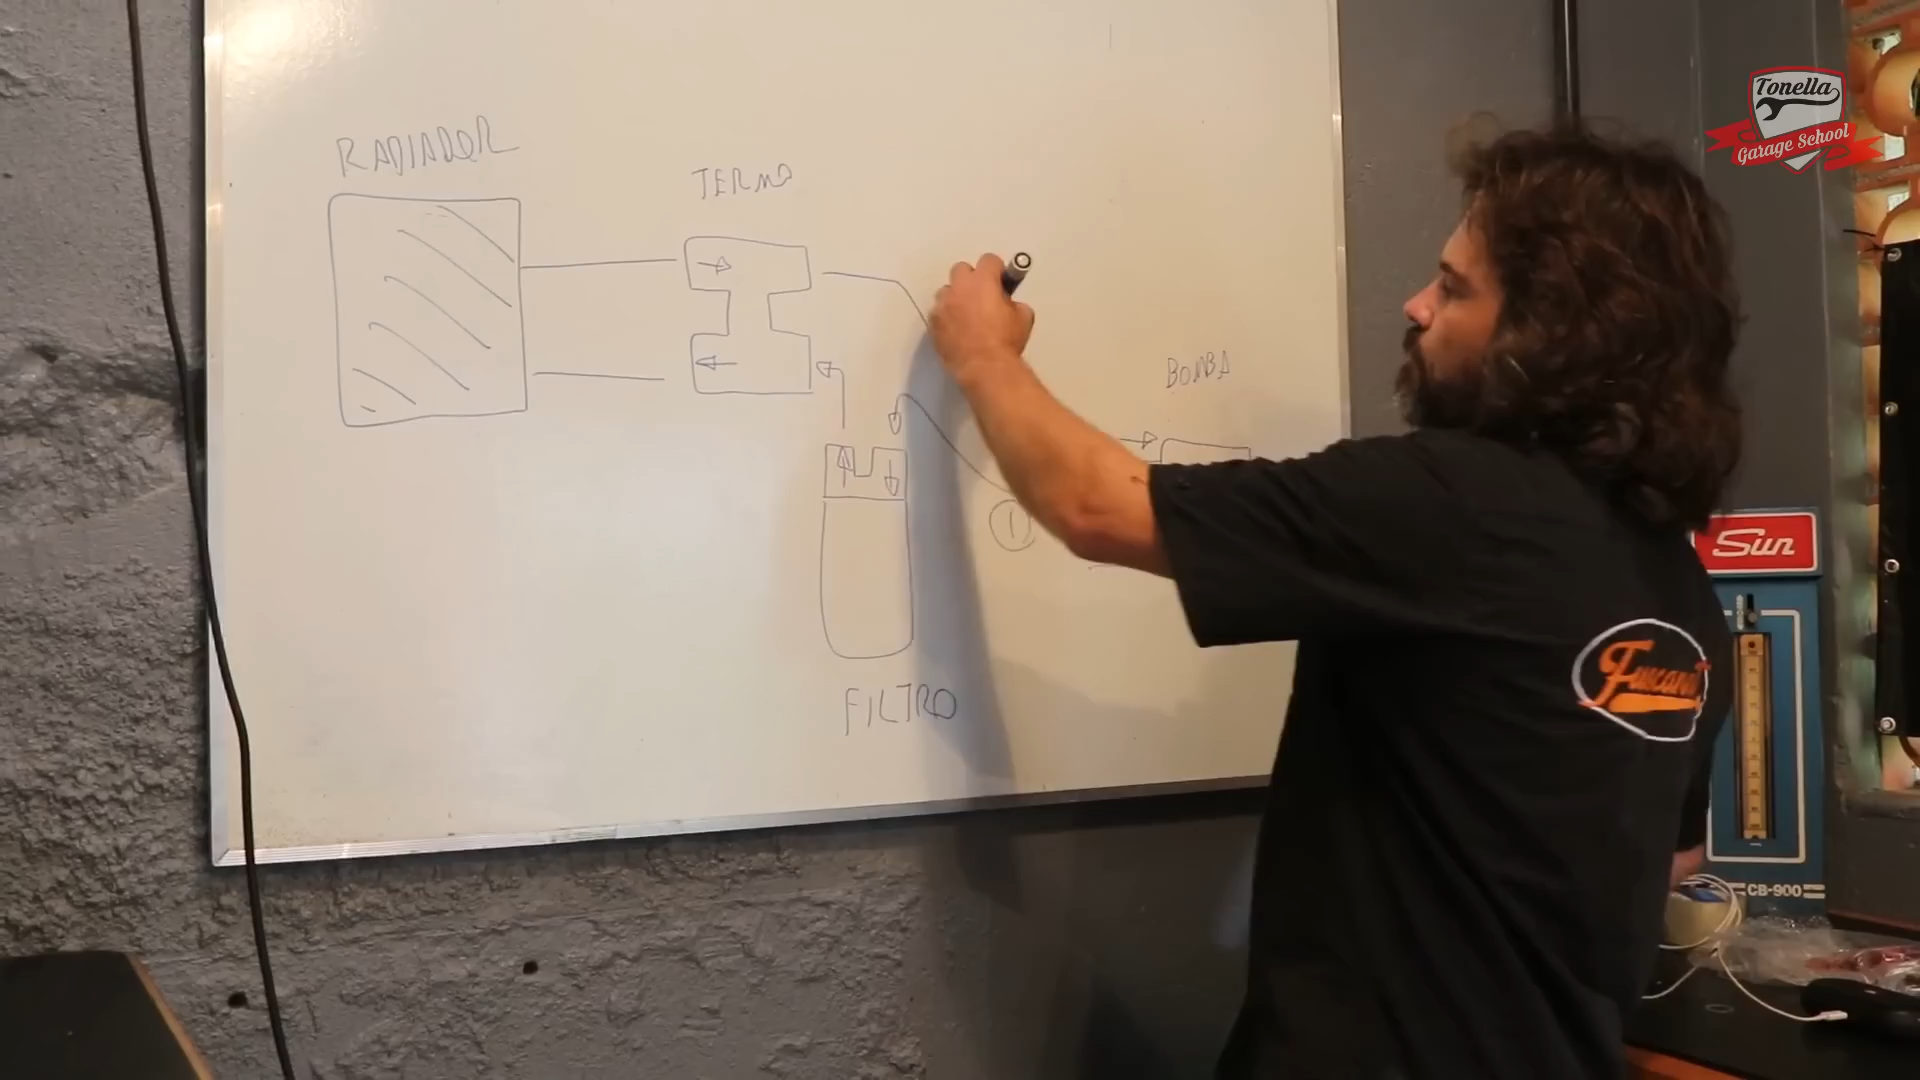 Tonella
Garage School
RADIADOR
TERMO
BOMBA
1
FILTRO
Sun
CB-900